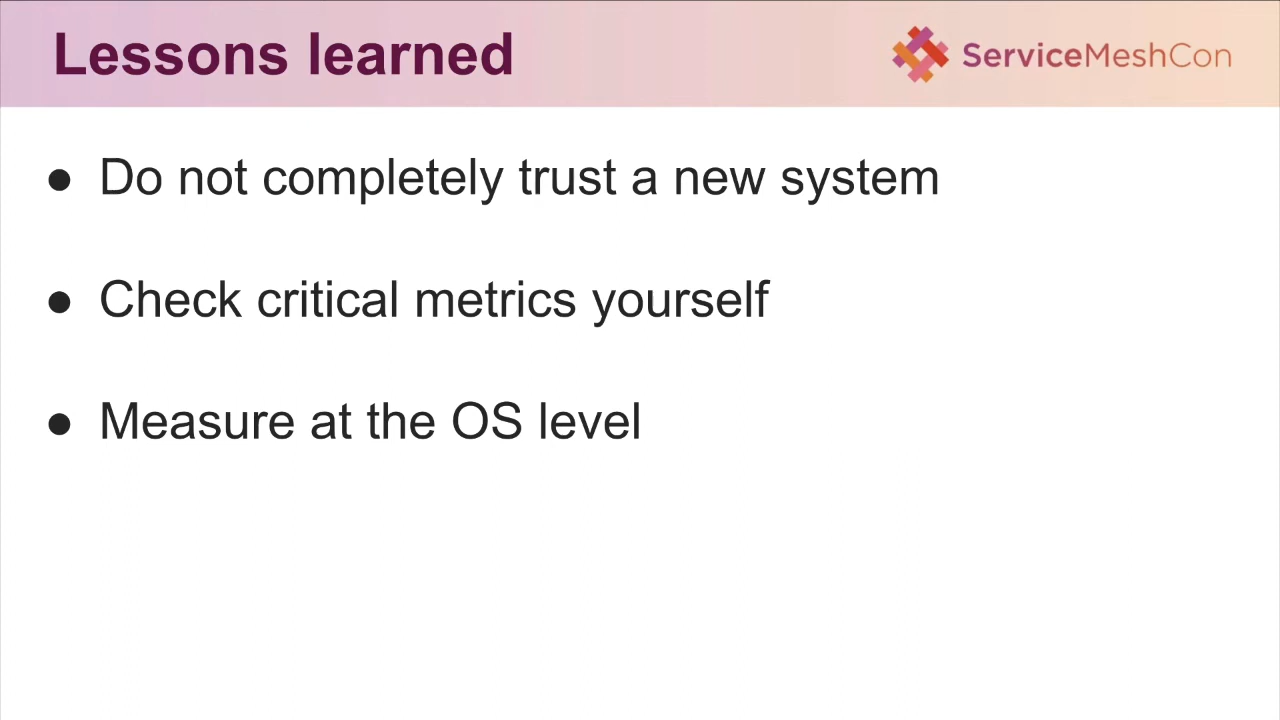 Lessons learned
ServiceMeshCon
● Do not completely trust a new system
● Check critical metrics yourself
● Measure at the OS level